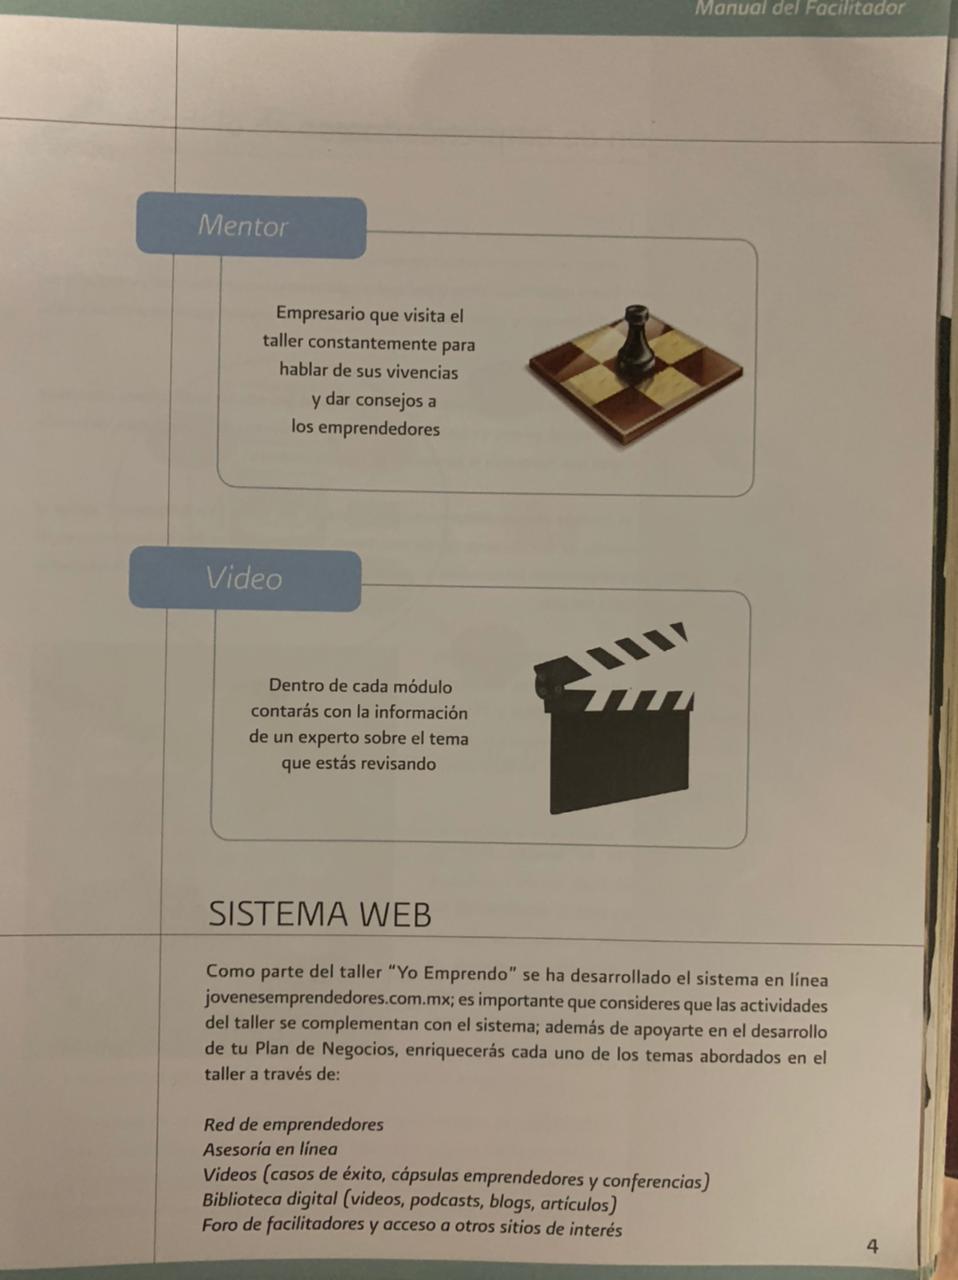 Manual del Facilitador
Mentor
Empresario que visita el
taller constantemente para
hablar de sus vivencias
y dar consejos a
los emprendedores
Video
Dentro de cada módulo
contarás con la información
de un experto sobre el tema
que estás revisando
SISTEMA WEB
Como parte del taller “Yo Emprendo” se ha desarrollado el sistema en línea
jovenesemprendedores.com.mx; es importante que consideres que las actividades
del taller se complementan con el sistema; además de apoyarte en el desarrollo
de tu Plan de Negocios, enriquecerás cada uno de los temas abordados en el
taller a través de:
Red de emprendedores
Asesoría en línea
Videos (casos de éxito, cápsulas emprendedores y conferencias)
Biblioteca digital (videos, podcasts, blogs, artículos)
Foro de facilitadores y acceso a otros sitios de interés
4